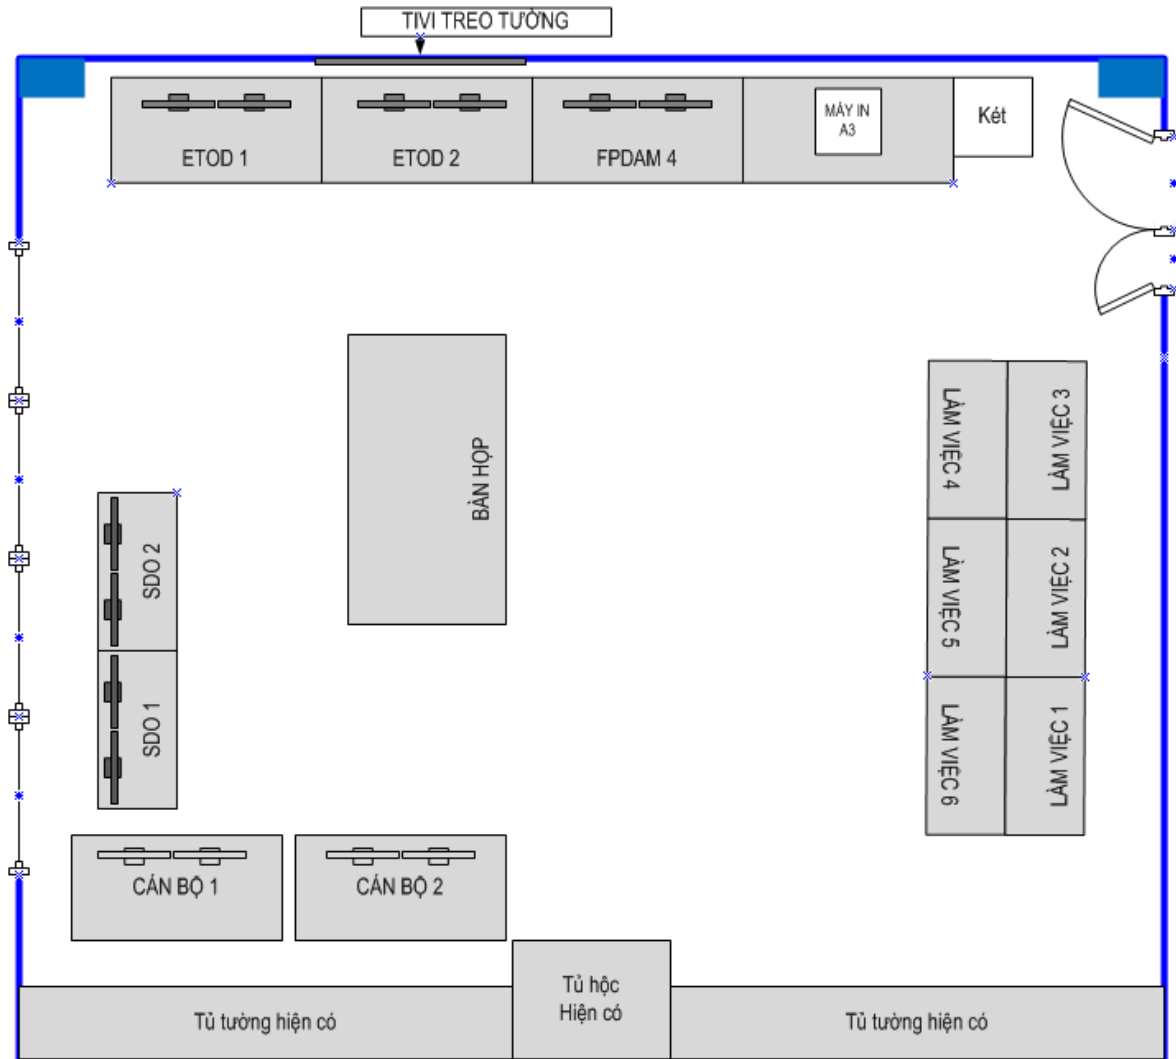 TIVI TREO TƯỜNG
ETOD 1
ETOD 2
FPDAM 4
MÁY IN
A3
Két
BÀN HỌP
LÀM VIỆC 4
LÀM VIỆC 3
LÀM VIỆC 5
LÀM VIỆC 2
LÀM VIỆC 6
LÀM VIỆC 1
SDO 2
SDO 1
CÁN BỘ 1
CÁN BỘ 2
Tủ hộc
Hiện có
Tủ tường hiện có
Tủ tường hiện có